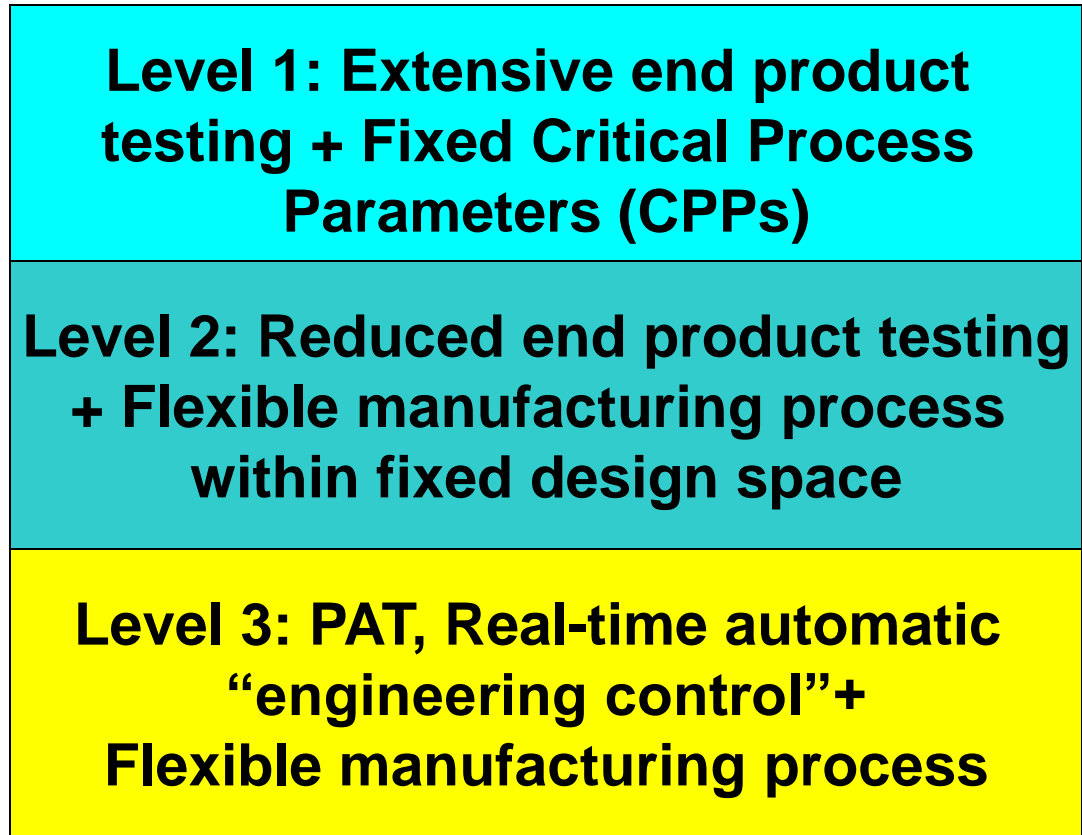 Level 1: Extensive end product
testing + Fixed Critical Process
Parameters (CPPs)
Level 2: Reduced end product testing
+ Flexible manufacturing process
within fixed design space
Level 3: PAT, Real-time automatic
“engineering control”+
Flexible manufacturing process